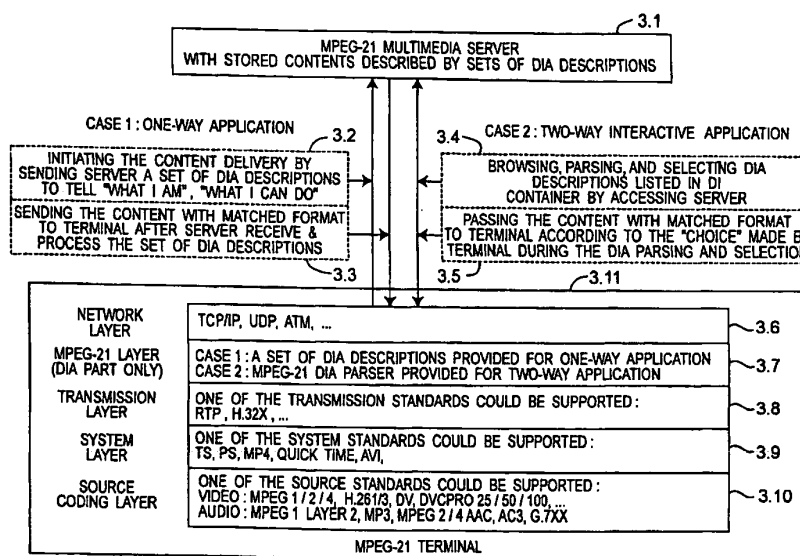 3.1
MPEG-21 MULTIMEDIA SERVER
WITH STORED CONTENTS DESCRIBED BY SETS OF DIA DESCRIPTIONS
CASE 1 : ONE-WAY APPLICATION
3.2
INITIATING THE CONTENT DELIVERY BY
SENDING SERVER A SET OF DIA DESCRIPTIONS
TO TELL "WHAT I AM", "WHAT I CAN DO"
SENDING THE CONTENT WITH MATCHED FORMAT
TO TERMINAL AFTER SERVER RECEIVE &
PROCESS THE SET OF DIA DESCRIPTIONS
3.3
CASE 2 : TWO-WAY INTERACTIVE APPLICATION
3.4
BROWSING, PARSING, AND SELECTING DIA
DESCRIPTIONS LISTED IN DI
CONTAINER BY ACCESSING SERVER
PASSING THE CONTENT WITH MATCHED FORMAT
TO TERMINAL ACCORDING TO THE "CHOICE" MADE B
TERMINAL DURING THE DIA PARSING AND SELECTION
3.5
3.11
NETWORK
LAYER
TCP/IP, UDP, ATM, ...
3.6
MPEG-21 LAYER
(DIA PART ONLY)
CASE 1 : A SET OF DIA DESCRIPTIONS PROVIDED FOR ONE-WAY APPLICATION
CASE 2 : MPEG-21 DIA PARSER PROVIDED FOR TWO-WAY APPLICATION
3.7
TRANSMISSION
LAYER
ONE OF THE TRANSMISSION STANDARDS COULD BE SUPPORTED :
RTP , H.32X , ...
3.8
SYSTEM
LAYER
ONE OF THE SYSTEM STANDARDS COULD BE SUPPORTED :
TS, PS, MP4, QUICK TIME, AVI,
3.9
SOURCE
CODING LAYER
ONE OF THE SOURCE STANDARDS COULD BE SUPPORTED :
VIDEO : MPEG 1 / 2 / 4, H.261/3, DV, DVCPRO 25 / 50 / 100, ...
AUDIO : MPEG 1 LAYER 2, MP3, MPEG 2 / 4 AAC, AC3, G.7XX
3.10
MPEG-21 TERMINAL